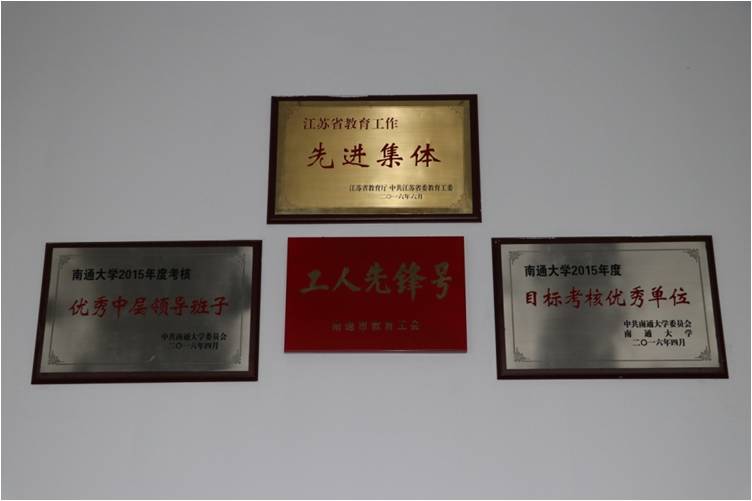 江苏省教育工作
先进集体
江苏省教育厅 中共江苏省委教育工委
二〇一六年六月
南通大学2015年度考核
优秀中层领导班子
中共南通大学委员会
二〇一六年四月
工人先锋号
南通市教育工会
南通大学2015年度
目标考核优秀单位
中共南通大学委员会
南通大学
二〇一六年四月